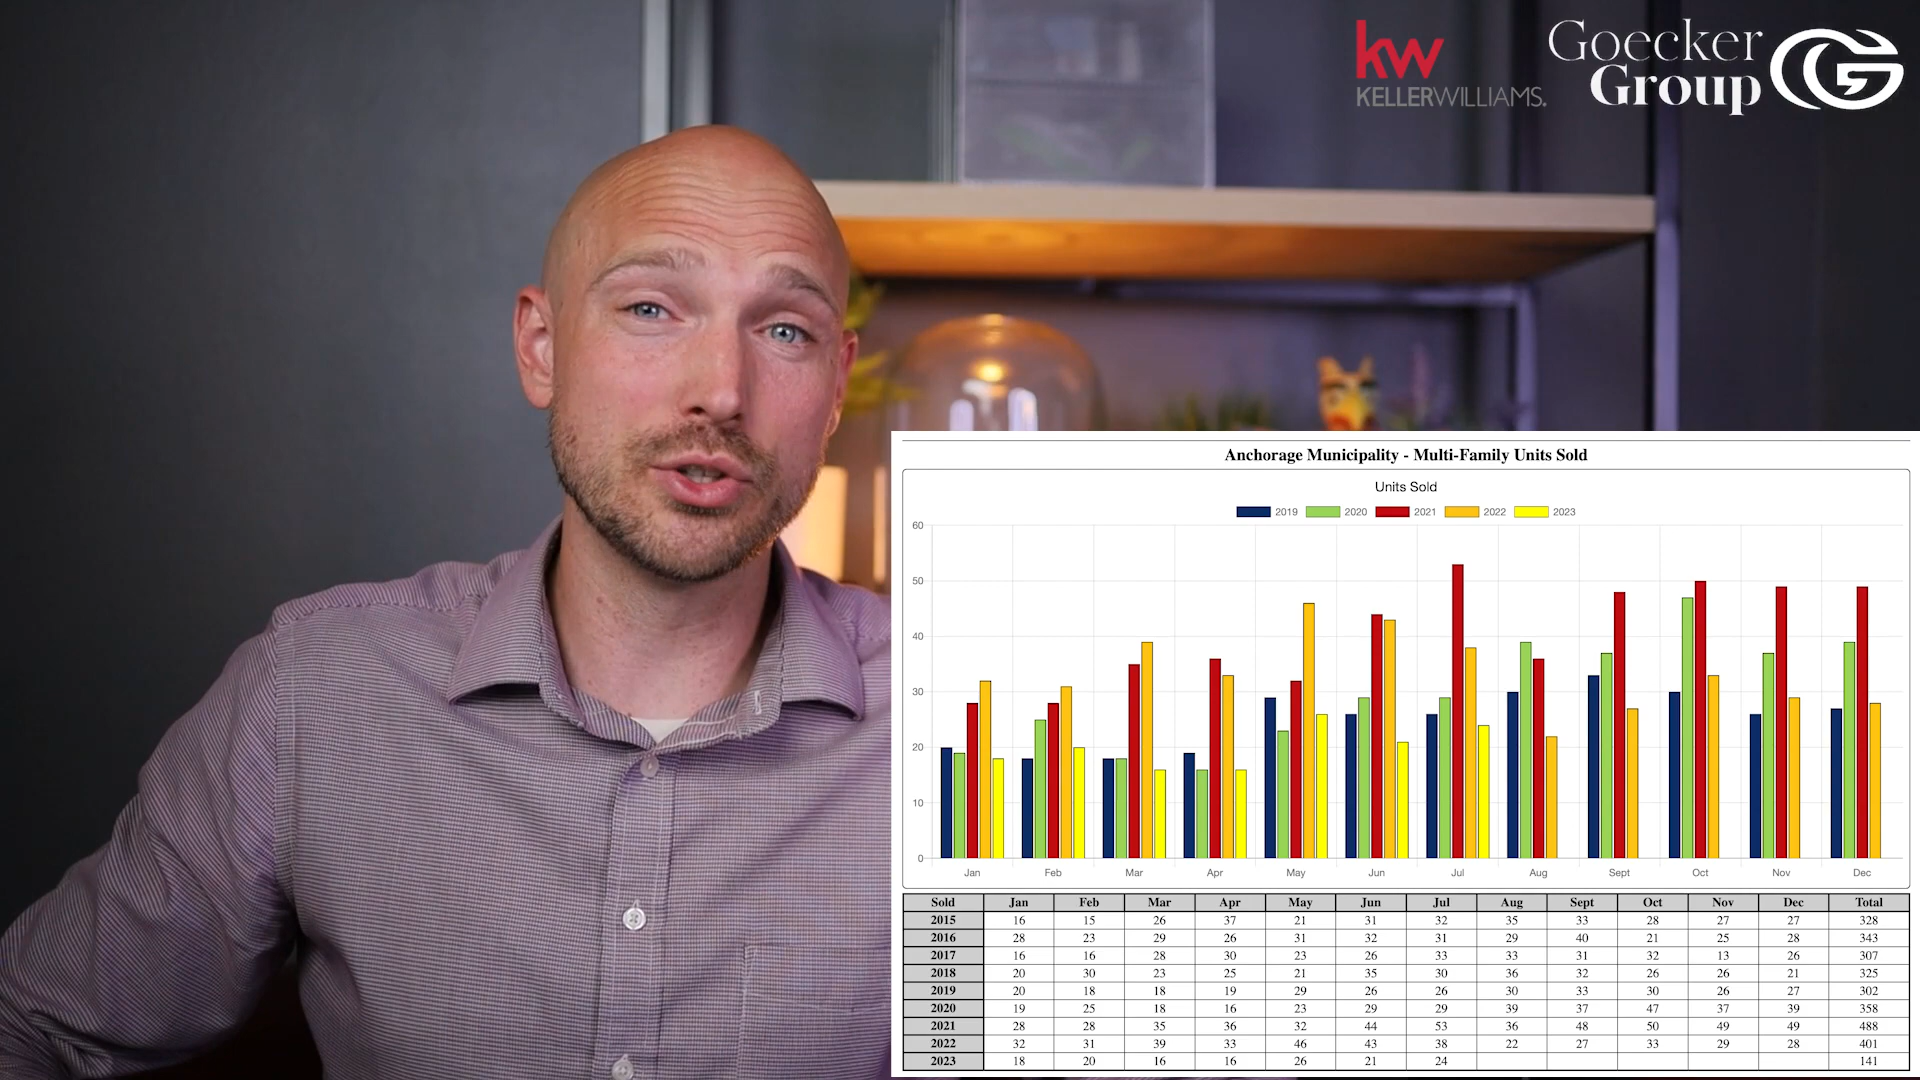 kw
KELLERWILLIAMS.
Goecker
Group
Anchorage Municipality - Multi-Family Units Sold
Units Sold
2019 2020 2021 2022 2023
60
50
40
30
20
10
0
Jan Feb Mar Apr May Jun Jul Aug Sept Oct Nov Dec
Sold Jan Feb Mar Apr May Jun Jul Aug Sept Oct Nov Dec Total
2015 16 15 26 37 21 31 32 35 33 28 27 27 328
2016 28 23 29 26 31 32 31 29 40 21 25 28 343
2017 16 16 28 30 23 26 33 33 31 32 13 26 307
2018 20 30 23 25 21 35 30 36 32 26 26 21 325
2019 20 18 18 19 29 26 26 30 33 30 26 27 302
2020 19 25 18 16 23 29 29 39 37 47 37 39 358
2021 28 28 35 36 32 44 53 36 48 50 49 49 488
2022 32 31 39 33 46 43 38 22 27 33 29 28 401
2023 18 20 16 16 26 21 24 141